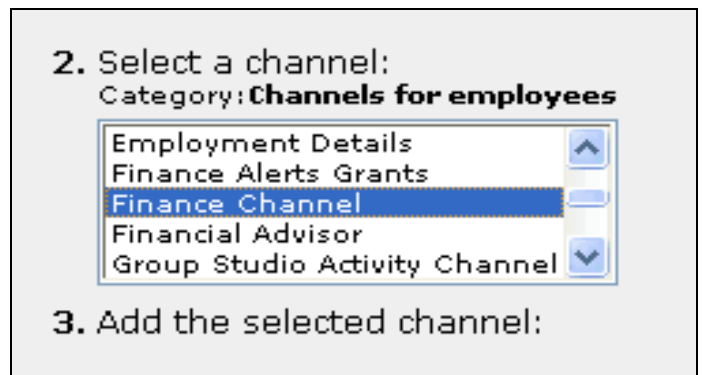 2. Select a channel:
Category: Channels for employees
Employment Details
Finance Alerts Grants
Finance Channel
Financial Advisor
Group Studio Activity Channel
3. Add the selected channel: